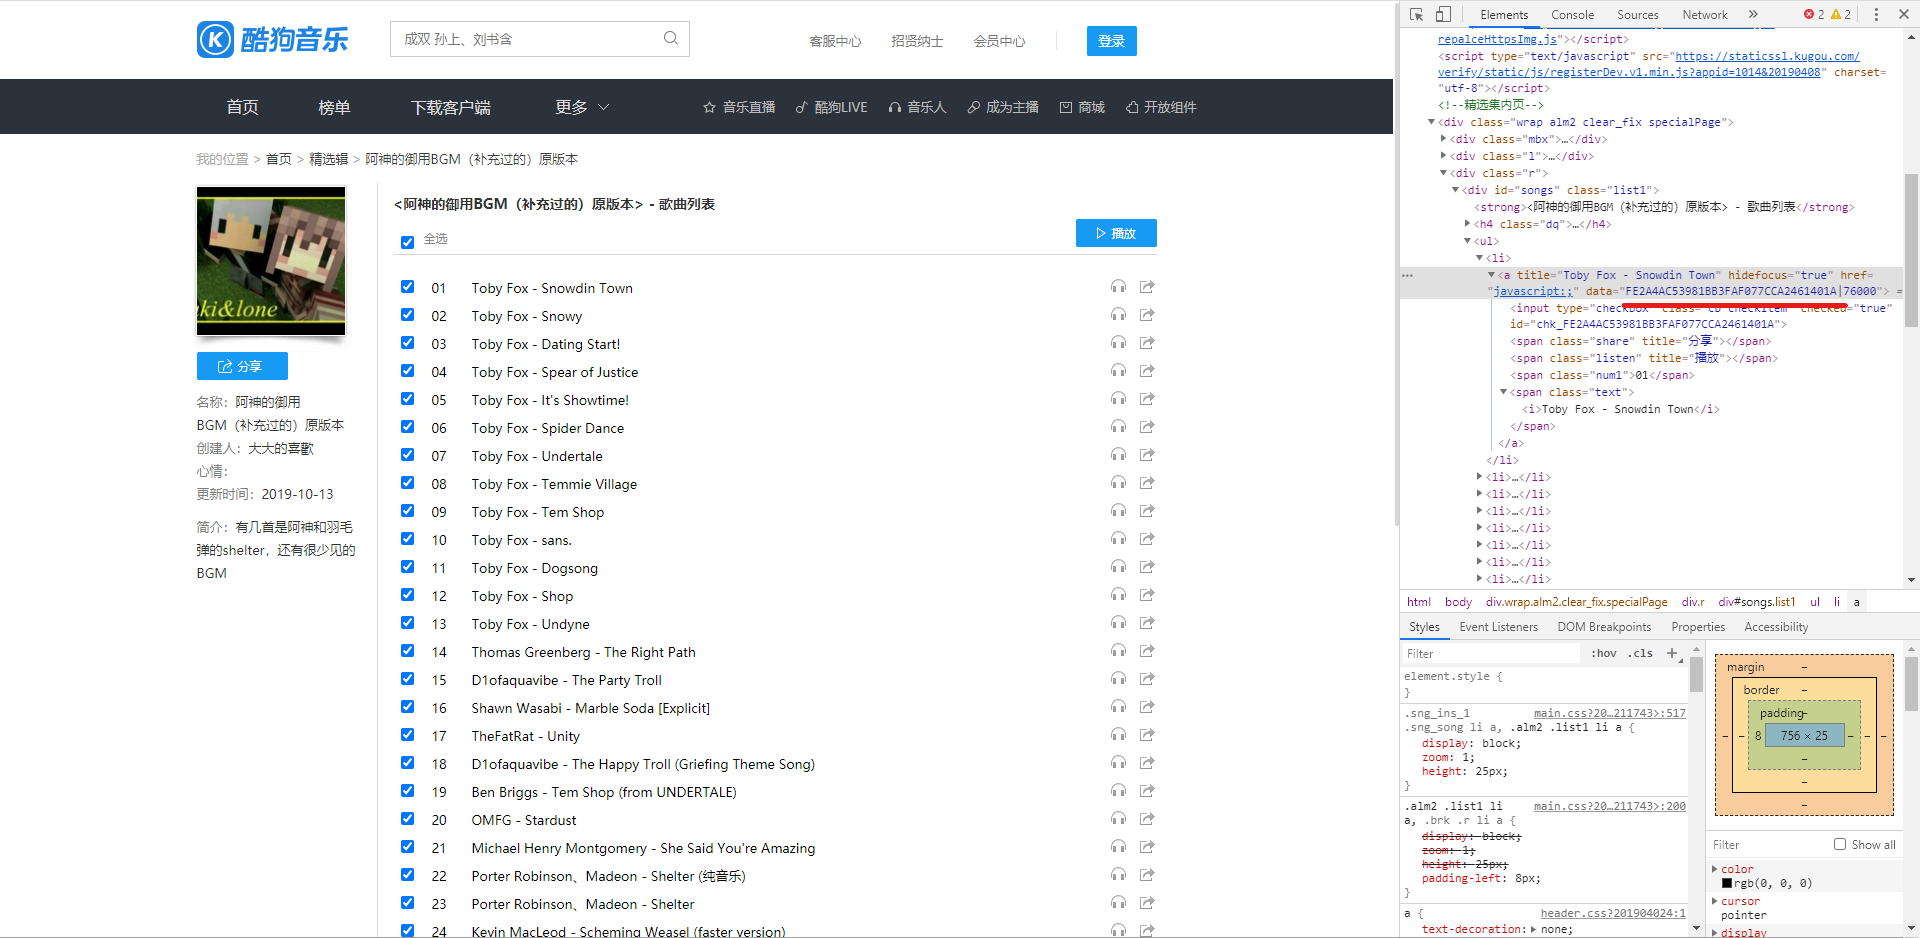 酷狗音乐
成双 孙上、刘书含
客服中心 招贤纳士 会员中心
登录
首页 榜单 下载客户端 更多
音乐直播 酷狗LIVE 音乐人 成为主播 商城 开放组件
我的位置 > 首页 > 精选辑 > 阿神的御用BGM（补充过的）原版本
ki&lone
分享
名称：阿神的御用
BGM（补充过的）原版本
创建人：大大的喜歡
心情：
更新时间：2019-10-13
简介：有几首是阿神和羽毛
弹的shelter，还有很少见的
BGM
<阿神的御用BGM（补充过的）原版本> - 歌曲列表
全选
播放
01 Toby Fox - Snowdin Town
02 Toby Fox - Snowy
03 Toby Fox - Dating Start!
04 Toby Fox - Spear of Justice
05 Toby Fox - It's Showtime!
06 Toby Fox - Spider Dance
07 Toby Fox - Undertale
08 Toby Fox - Temmie Village
09 Toby Fox - Tem Shop
10 Toby Fox - sans.
11 Toby Fox - Dogsong
12 Toby Fox - Shop
13 Toby Fox - Undyne
14 Thomas Greenberg - The Right Path
15 D1ofaquavibe - The Party Troll
16 Shawn Wasabi - Marble Soda [Explicit]
17 TheFatRat - Unity
18 D1ofaquavibe - The Happy Troll (Griefing Theme Song)
19 Ben Briggs - Tem Shop (from UNDERTALE)
20 OMFG - Stardust
21 Michael Henry Montgomery - She Said You're Amazing
22 Porter Robinson、Madeon - Shelter (纯音乐)
23 Porter Robinson、Madeon - Shelter
24 Kevin MacLeod - Scheming Weasel (faster version)
Elements Console Sources Network » 2 2
repalceHttpsImg.js"></script>
<script type="text/javascript" src="https://staticssl.kugou.com/
verify/static/js/registerDev.v1.min.js?appid=1014&20190408" charset=
"utf-8"></script>
<!--精选集内页-->
<div class="wrap alm2 clear_fix specialPage">
<div class="mbx">…</div>
<div class="l">…</div>
<div class="r">
<div id="songs" class="list1">
<strong><阿神的御用BGM（补充过的）原版本> - 歌曲列表</strong>
<h4 class="dq">…</h4>
<ul>
<li>
<a title="Toby Fox - Snowdin Town" hidefocus="true" href=
"javascript:;" data="FE2A4AC53981BB3FAF077CCA2461401A|76000"> =
<input type="checkbox" class="cb checkItem" checked="true"
id="chk_FE2A4AC53981BB3FAF077CCA2461401A">
<span class="share" title="分享"></span>
<span class="listen" title="播放"></span>
<span class="num1">01</span>
<span class="text">
<i>Toby Fox - Snowdin Town</i>
</span>
</a>
</li>
<li>…</li>
<li>…</li>
<li>…</li>
<li>…</li>
<li>…</li>
<li>…</li>
<li>…</li>
html body div.wrap.alm2.clear_fix.specialPage div.r div#songs.list1 ul li a
Styles Event Listeners DOM Breakpoints Properties Accessibility
Filter :hov .cls +
element.style {
}
.sng_ins_1 main.css?20…211743>:517
.sng_song li a, .alm2 .list1 li a {
display: block;
zoom: 1;
height: 25px;
}
.alm2 .list1 li main.css?20…211743>:200
a, .brk .r li a {
display: block;
zoom: 1;
height: 25px;
padding-left: 8px;
}
a { header.css?201904024:1
text-decoration: none;
margin –
border –
padding –
– – 8 756 × 25 – – –
–
–
–
Filter Show all
color
rgb(0, 0, 0)
cursor
pointer
display